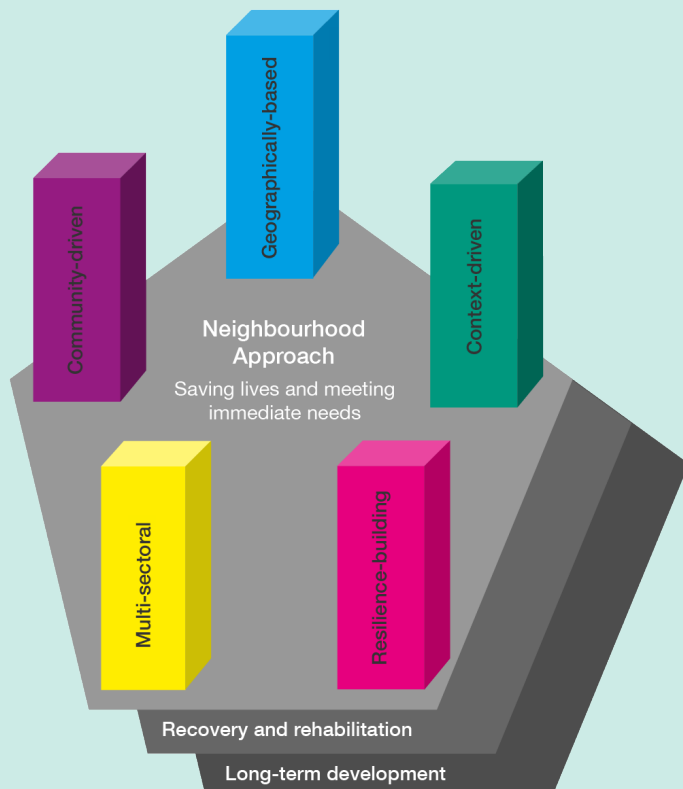 Geographically-based
Community-driven
Context-driven
Neighbourhood
Approach
Saving lives and meeting
immediate needs
Multi-sectoral
Resilience-building
Recovery and rehabilitation
Long-term development